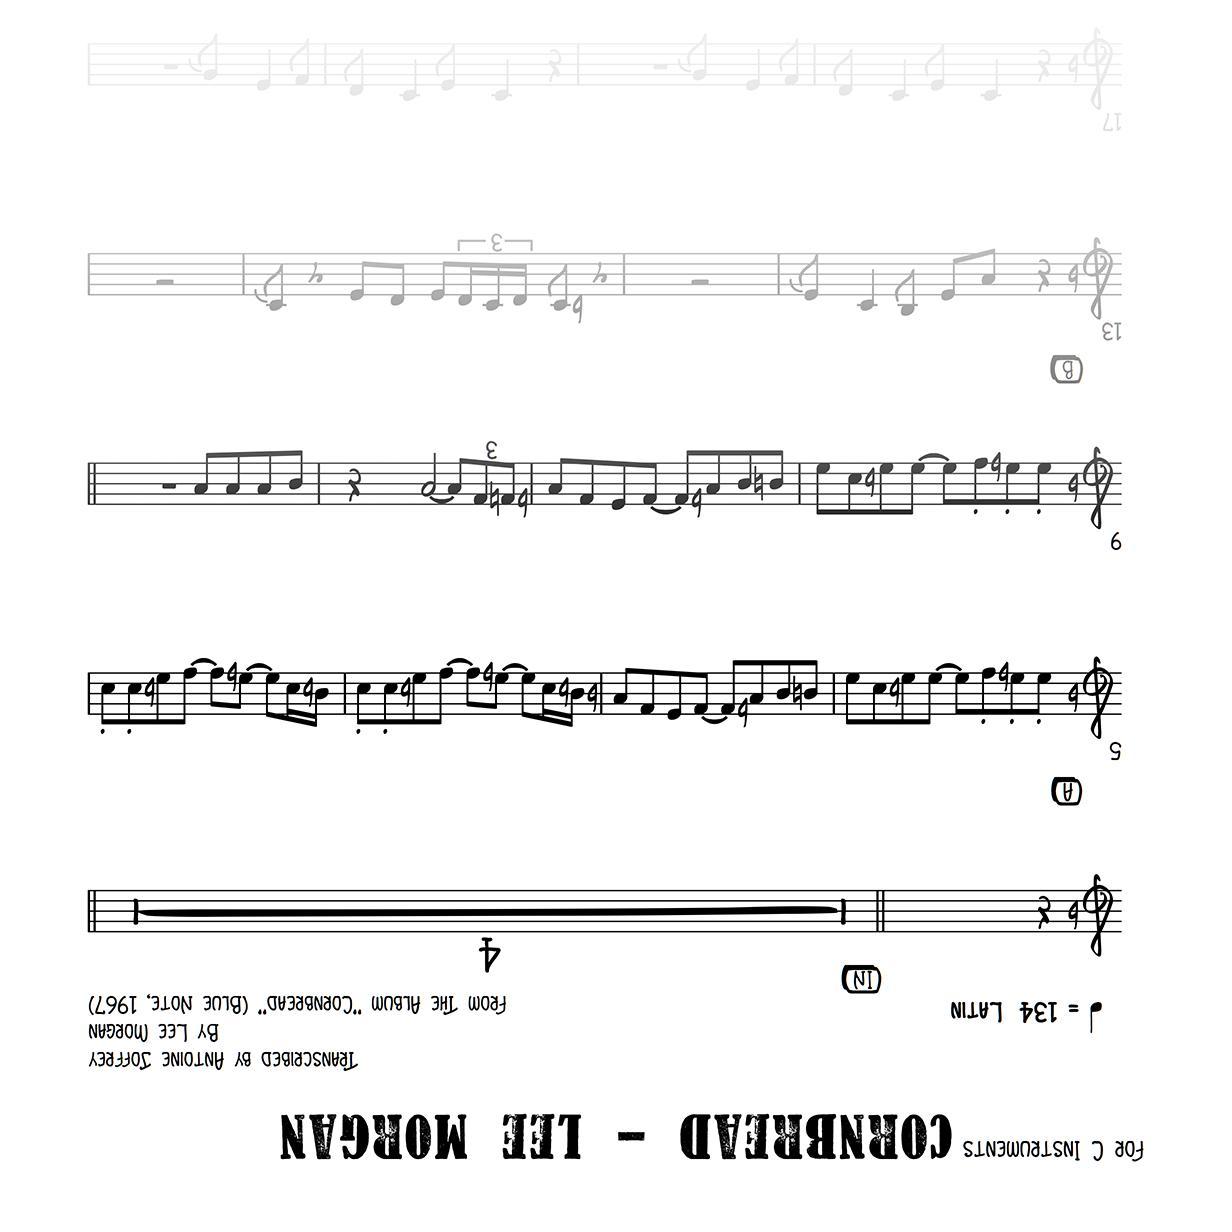 For C Instruments
Cornbread - Lee Morgan
Transcribed by Antoine Joffrey
By Lee Morgan
From The Album "Cornbread" (Blue Note, 1967)
= 134 Latin
IN
4
A
5
9
3
B
13
3
17